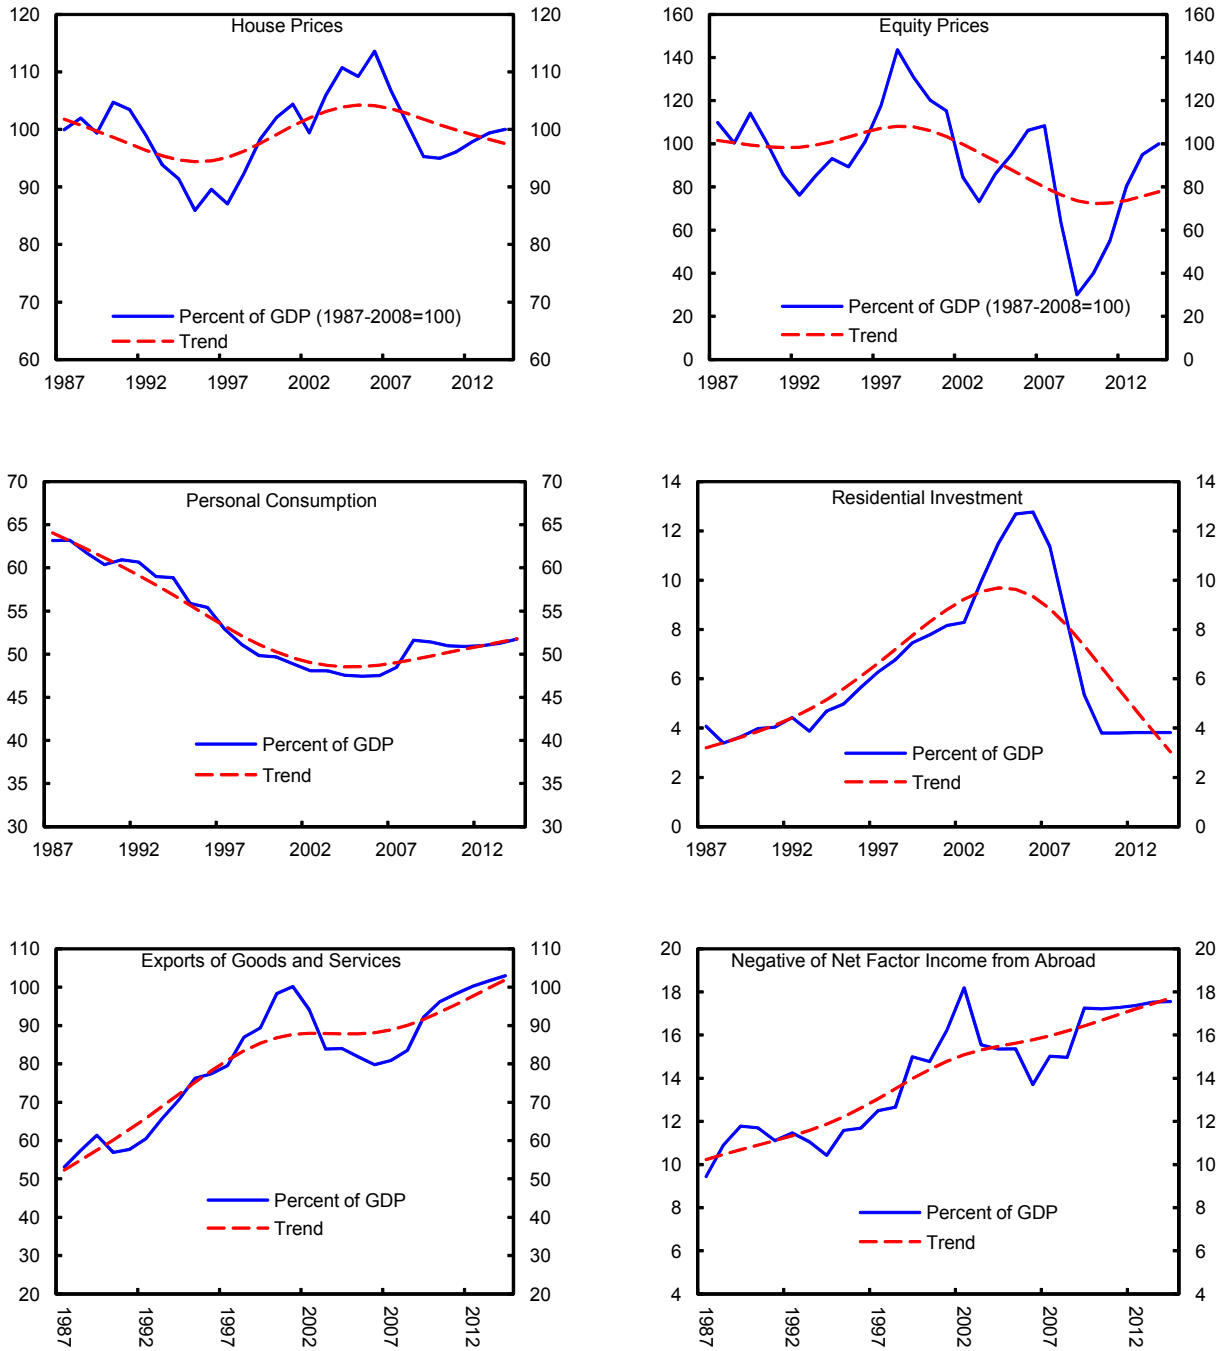 House Prices
120 120
110 110
100 100
90 90
80 80
70 70
60 60
Percent of GDP (1987-2008=100)
Trend
1987 1992 1997 2002 2007 2012
Equity Prices
160 160
140 140
120 120
100 100
80 80
60 60
40 40
20 20
0 0
Percent of GDP (1987-2008=100)
Trend
1987 1992 1997 2002 2007 2012
Personal Consumption
70 70
65 65
60 60
55 55
50 50
45 45
40 40
35 35
30 30
Percent of GDP
Trend
1987 1992 1997 2002 2007 2012
Residential Investment
14 14
12 12
10 10
8 8
6 6
4 4
2 2
0 0
Percent of GDP
Trend
1987 1992 1997 2002 2007 2012
Exports of Goods and Services
110 110
100 100
90 90
80 80
70 70
60 60
50 50
40 40
30 30
20 20
Percent of GDP
Trend
1987 1992 1997 2002 2007 2012
Negative of Net Factor Income from Abroad
20 20
18 18
16 16
14 14
12 12
10 10
8 8
6 6
4 4
Percent of GDP
Trend
1987 1992 1997 2002 2007 2012